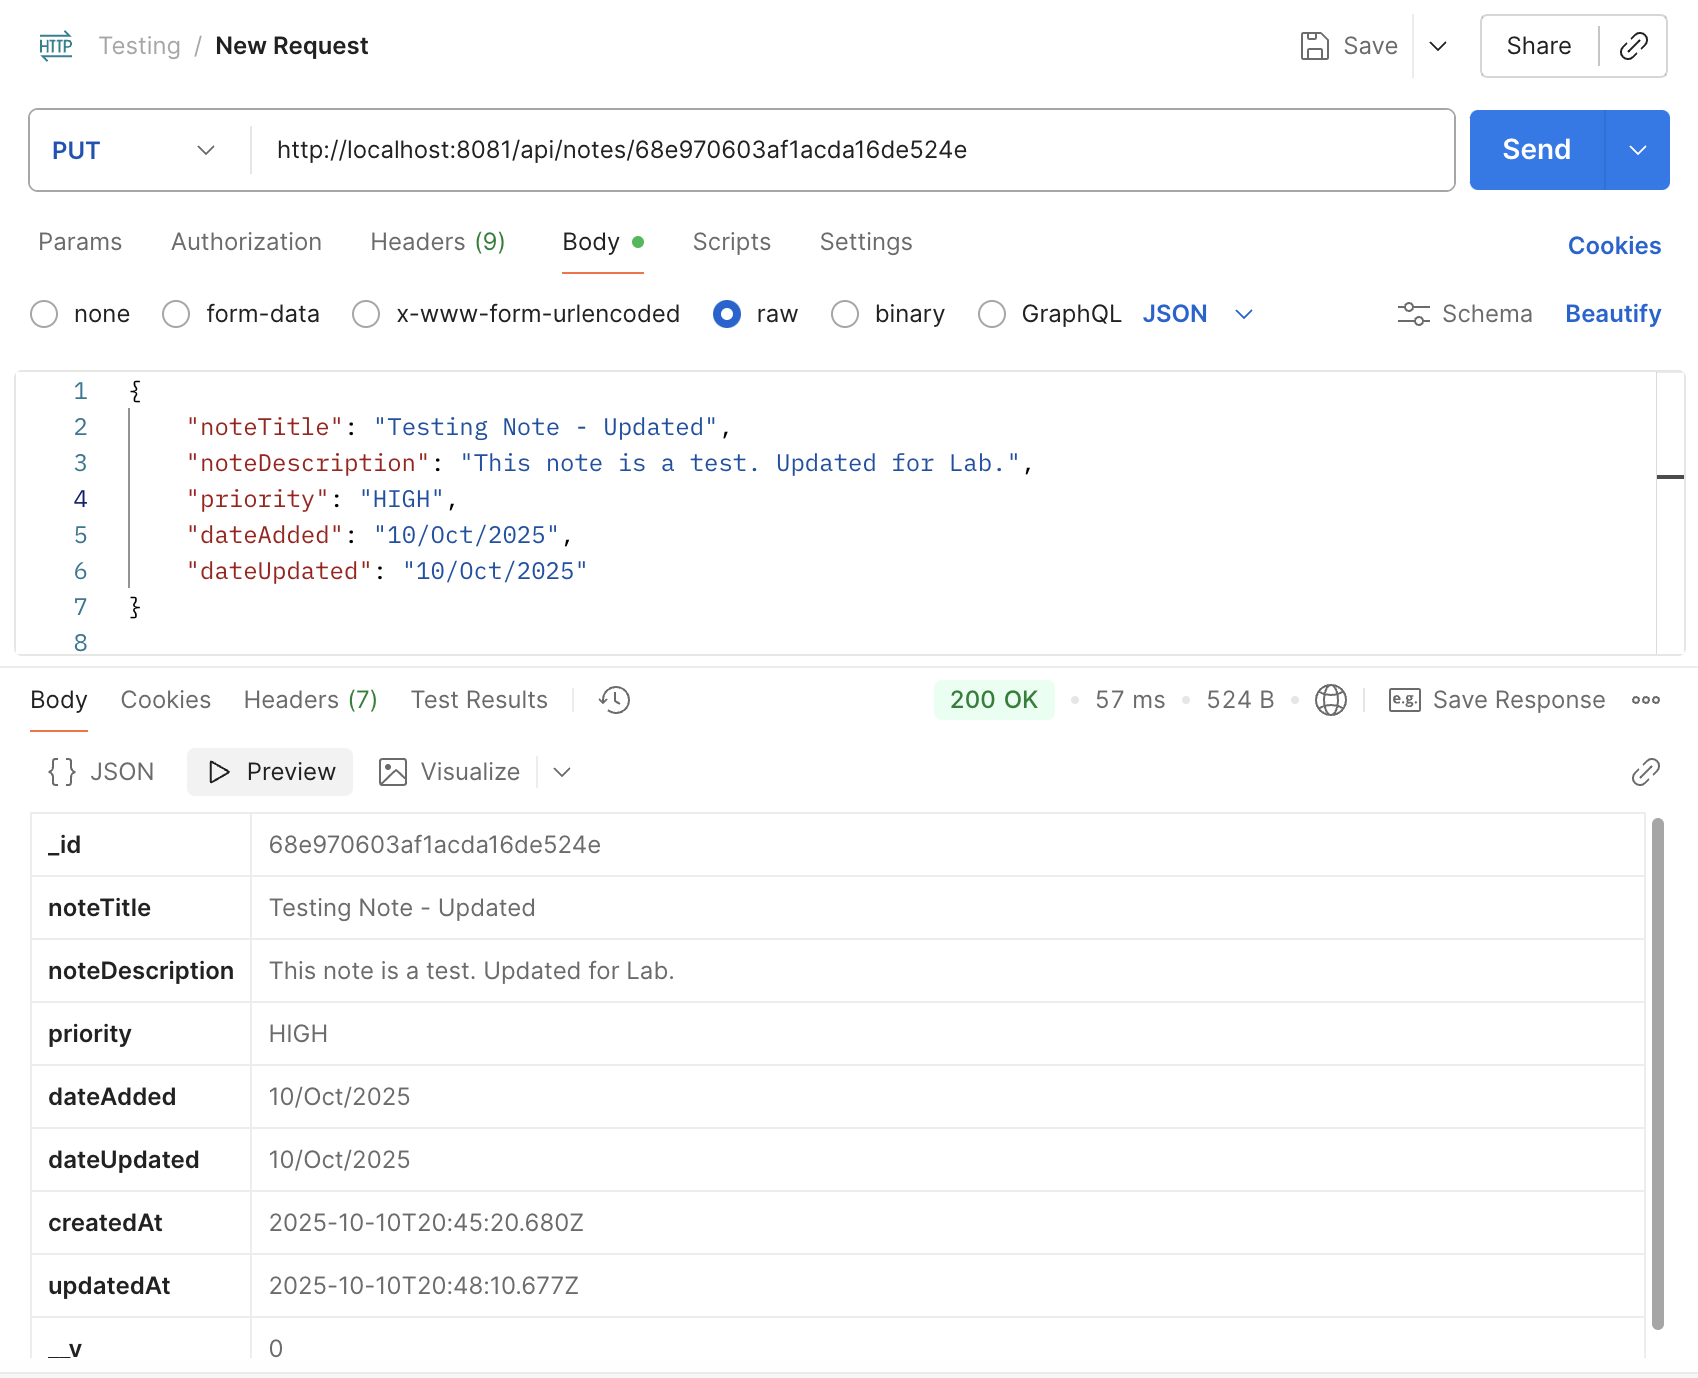 HTTP Testing / New Request Save Share
PUT http://localhost:8081/api/notes/68e970603af1acda16de524e Send
Params Authorization Headers (9) Body Scripts Settings Cookies
none form-data x-www-form-urlencoded raw binary GraphQL JSON Schema Beautify
1 {
2 "noteTitle": "Testing Note - Updated",
3 "noteDescription": "This note is a test. Updated for Lab.",
4 "priority": "HIGH",
5 "dateAdded": "10/Oct/2025",
6 "dateUpdated": "10/Oct/2025"
7 }
8
Body Cookies Headers (7) Test Results 200 OK • 57 ms • 524 B • e.g. Save Response
{} JSON Preview Visualize
_id 68e970603af1acda16de524e
noteTitle Testing Note - Updated
noteDescription This note is a test. Updated for Lab.
priority HIGH
dateAdded 10/Oct/2025
dateUpdated 10/Oct/2025
createdAt 2025-10-10T20:45:20.680Z
updatedAt 2025-10-10T20:48:10.677Z
__v 0